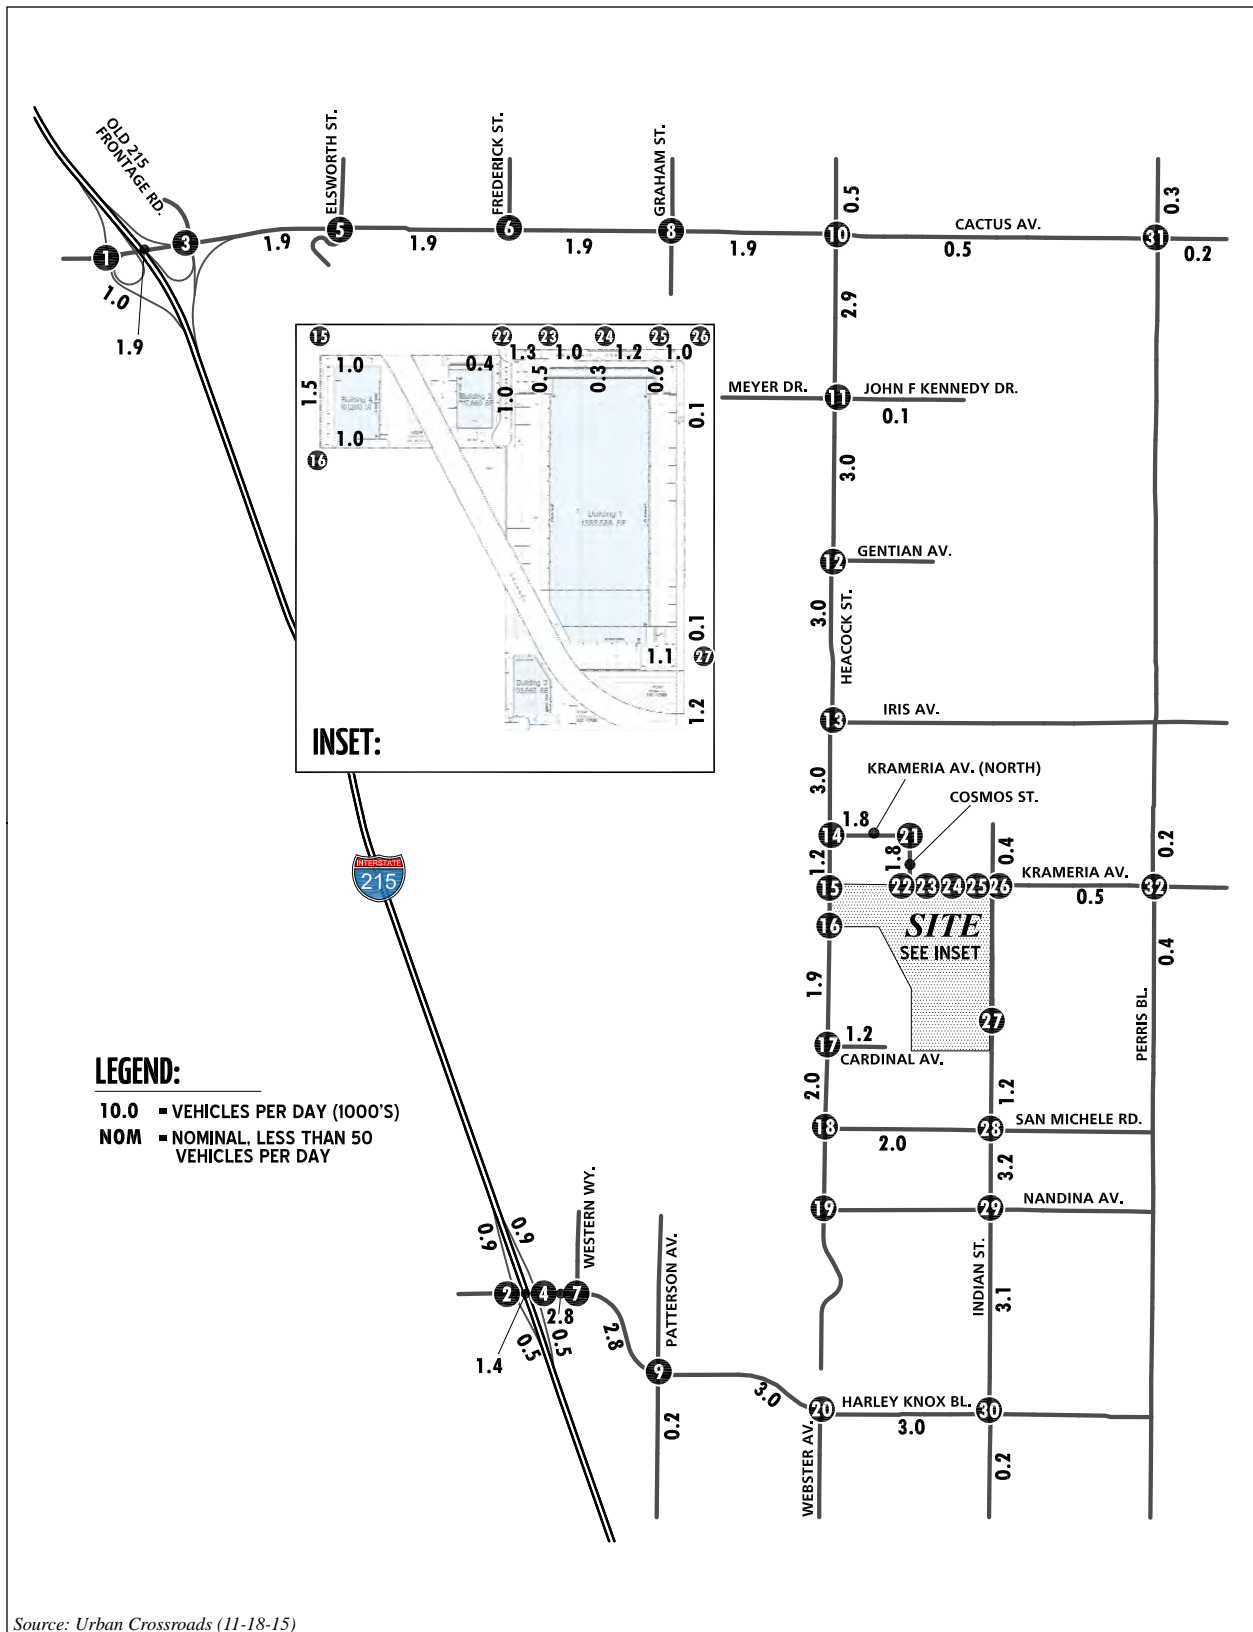 OLD 215
FRONTAGE RD.
ELSWORTH ST.
FREDERICK ST.
GRAHAM ST.
0.5
0.3
1
3
5
6
8
10
CACTUS AV.
31
1.9
1.9
1.9
1.9
0.5
0.2
1.0
1.9
2.9
15
22
23
24
25
26
1.3
1.0
1.2
1.0
1.0
0.4
0.5
0.3
0.6
1.5
1.0
0.1
Building 4
Building 1
1.0
16
0.1
1.1
27
Building 3
1.2
INSET:
MEYER DR.
11
JOHN F KENNEDY DR.
0.1
3.0
12
GENTIAN AV.
3.0
HEACOCK ST.
13
IRIS AV.
3.0
KRAMERIA AV. (NORTH)
COSMOS ST.
1.8
14
21
1.2
1.8
0.4
0.2
KRAMERIA AV.
15
22
23
24
25
26
0.5
32
INTERSTATE
215
16
SITE
SEE INSET
0.4
1.9
27
PERRIS BL.
1.2
17
CARDINAL AV.
2.0
1.2
18
28
SAN MICHELE RD.
2.0
3.2
19
29
NANDINA AV.
LEGEND:
10.0 = VEHICLES PER DAY (1000'S)
NOM = NOMINAL, LESS THAN 50
VEHICLES PER DAY
WESTERN WY.
PATTERSON AV.
INDIAN ST.
0.9
0.9
2
4
7
2.8
2.8
0.5
0.5
1.4
3.1
9
3.0
0.2
20
HARLEY KNOX BL.
30
3.0
WEBSTER AV.
0.2
Source: Urban Crossroads (11-18-15)